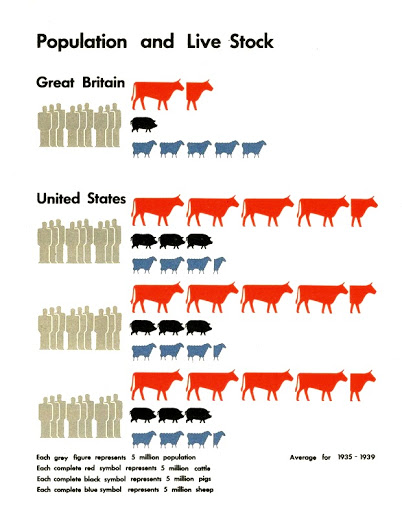 Population and Live Stock
Great Britain
United States
Each grey figure represents 5 million population
Average for 1935-1939
Each complete red symbol represents 5 million cattle
Each complete black symbol represents 5 million pigs
Each complete blue symbol represents 5 million sheep